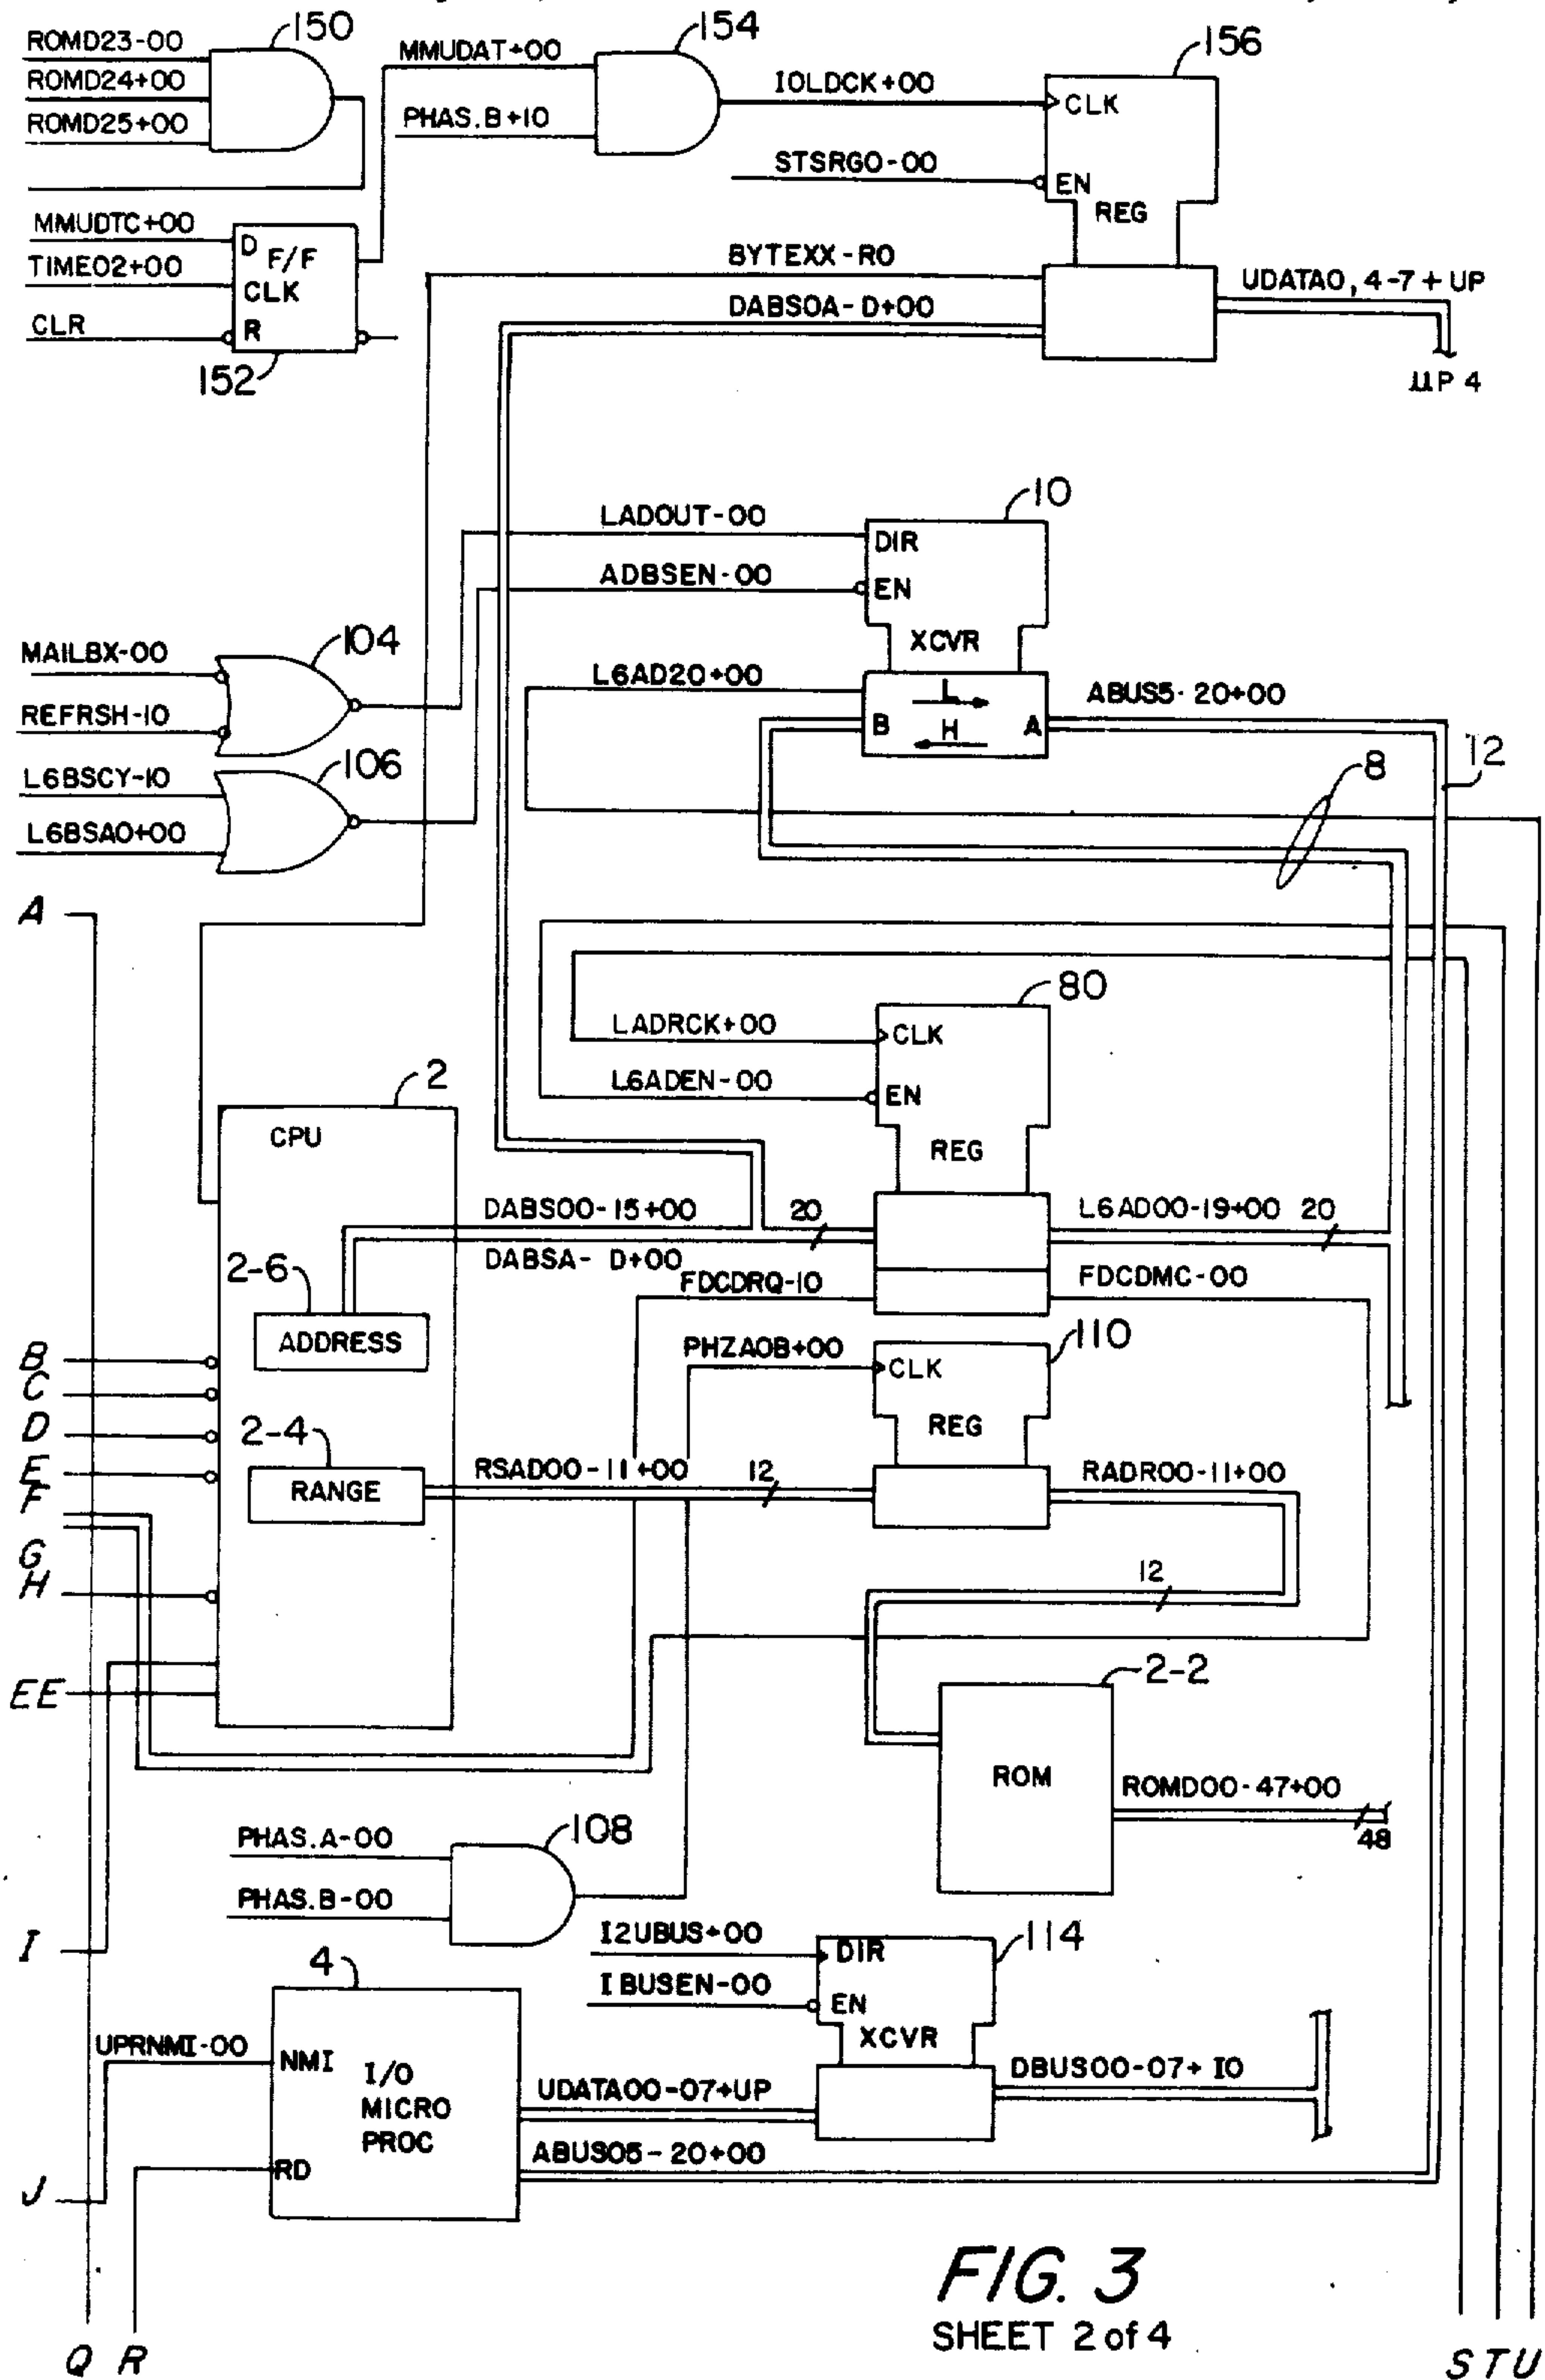 ROMD23-00
ROMD24+00
ROMD25+00
150
MMUDAT+00
PHAS.B+10
154
IOLDCK+00
STSRGO-00
156
CLK
EN
REG
MMUDTC+00
TIME02+00
CLR
D F/F
CLK
R
152
BYTEXX-R0
DABS0A-D+00
UDATA0, 4-7+UP
µP 4
LADOUT-00
ADBSEN-00
10
DIR
EN
XCVR
MAILBX-00
REFRSH-10
104
L6BSCY-10
L6BSA0+00
106
L6AD20+00
L
B H A
ABUS5-20+00
12
8
A
80
LADRCK+00
L6ADEN-00
CLK
EN
REG
2
CPU
DABS00-15+00
DABSA- D+00
20
L6AD00-19+00 20
2-6
ADDRESS
FDCDRQ-10
FDCDMC-00
PHZA0B+00
110
CLK
REG
B
C
D
E
F
G
H
2-4
RANGE
RSAD00-11+00 12
RADR00-11+00
12
2-2
EE
ROM
ROMD00-47+00
48
PHAS.A-00
PHAS.B-00
108
I
I2UBUS+00
IBUSEN-00
114
DIR
EN
XCVR
4
UPRNMI-00
NMI
I/O
MICRO
PROC
RD
UDATA00-07+UP
DBUS00-07+IO
ABUS05-20+00
J
FIG. 3
SHEET 2 of 4
Q R
S T U